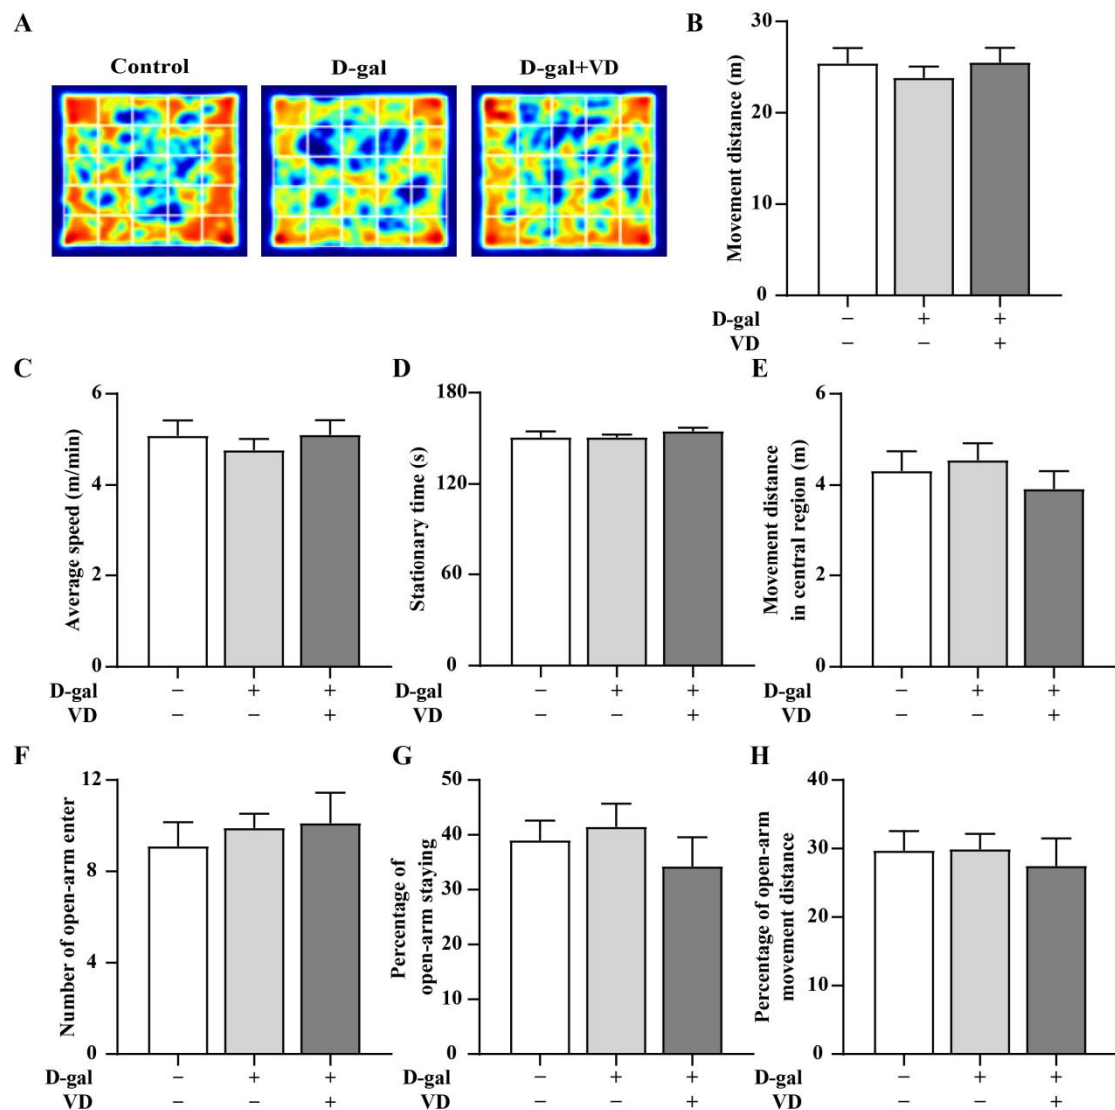 A
Control
D-gal
D-gal+VD
B
Movement distance (m)
30
20
10
0
D-gal − + +
VD − − +
C
Average speed (m/min)
6
4
2
0
D-gal − + +
VD − − +
D
Stationary time (s)
180
120
60
0
D-gal − + +
VD − − +
E
Movement distance
in central region (m)
6
4
2
0
D-gal − + +
VD − − +
F
Number of open-arm enter
12
8
4
0
D-gal − + +
VD − − +
G
Percentage of
open-arm staying
50
40
30
20
10
0
D-gal − + +
VD − − +
H
Percentage of open-arm
movement distance
40
30
20
10
0
D-gal − + +
VD − − +